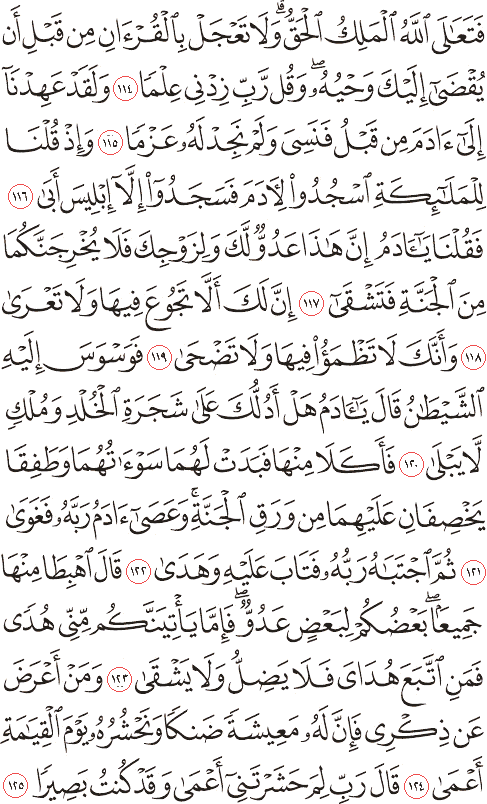 فَتَعَٰلَى ٱللَّهُ ٱلْمَلِكُ ٱلْحَقُّ ۗ وَلَا تَعْجَلْ بِٱلْقُرْءَانِ مِن قَبْلِ أَن
يُقْضَىٰٓ إِلَيْكَ وَحْيُهُۥ ۖ وَقُل رَّبِّ زِدْنِى عِلْمًا ١١٤ وَلَقَدْ عَهِدْنَآ
إِلَىٰٓ ءَادَمَ مِن قَبْلُ فَنَسِىَ وَلَمْ نَجِدْ لَهُۥ عَزْمًا ١١٥ وَإِذْ قُلْنَا
لِلْمَلَٰٓئِكَةِ ٱسْجُدُوا۟ لِءَادَمَ فَسَجَدُوٓا۟ إِلَّآ إِبْلِيسَ أَبَىٰ ١١٦
فَقُلْنَا يَٰٓـَٔادَمُ إِنَّ هَٰذَا عَدُوٌّ لَّكَ وَلِزَوْجِكَ فَلَا يُخْرِجَنَّكُمَا
مِنَ ٱلْجَنَّةِ فَتَشْقَىٰٓ ١١٧ إِنَّ لَكَ أَلَّا تَجُوعَ فِيهَا وَلَا تَعْرَىٰ
١١٨ وَأَنَّكَ لَا تَظْمَؤُا۟ فِيهَا وَلَا تَضْحَىٰ ١١٩ فَوَسْوَسَ إِلَيْهِ
ٱلشَّيْطَٰنُ قَالَ يَٰٓـَٔادَمُ هَلْ أَدُلُّكَ عَلَىٰ شَجَرَةِ ٱلْخُلْدِ وَمُلْكٍ
لَّا يَبْلَىٰ ١٢٠ فَأَكَلَا مِنْهَا فَبَدَتْ لَهُمَا سَوْءَٰتُهُمَا وَطَفِقَا
يَخْصِفَانِ عَلَيْهِمَا مِن وَرَقِ ٱلْجَنَّةِ ۚ وَعَصَىٰٓ ءَادَمُ رَبَّهُۥ فَغَوَىٰ
١٢١ ثُمَّ ٱجْتَبَٰهُ رَبُّهُۥ فَتَابَ عَلَيْهِ وَهَدَىٰ ١٢٢ قَالَ ٱهْبِطَا مِنْهَا
جَمِيعًۢا ۖ بَعْضُكُمْ لِبَعْضٍ عَدُوٌّ ۖ فَإِمَّا يَأْتِيَنَّكُم مِّنِّى هُدًى
فَمَنِ ٱتَّبَعَ هُدَاىَ فَلَا يَضِلُّ وَلَا يَشْقَىٰ ١٢٣ وَمَنْ أَعْرَضَ
عَن ذِكْرِى فَإِنَّ لَهُۥ مَعِيشَةً ضَنكًا وَنَحْشُرُهُۥ يَوْمَ ٱلْقِيَٰمَةِ
أَعْمَىٰ ١٢٤ قَالَ رَبِّ لِمَ حَشَرْتَنِىٓ أَعْمَىٰ وَقَدْ كُنتُ بَصِيرًا ١٢٥